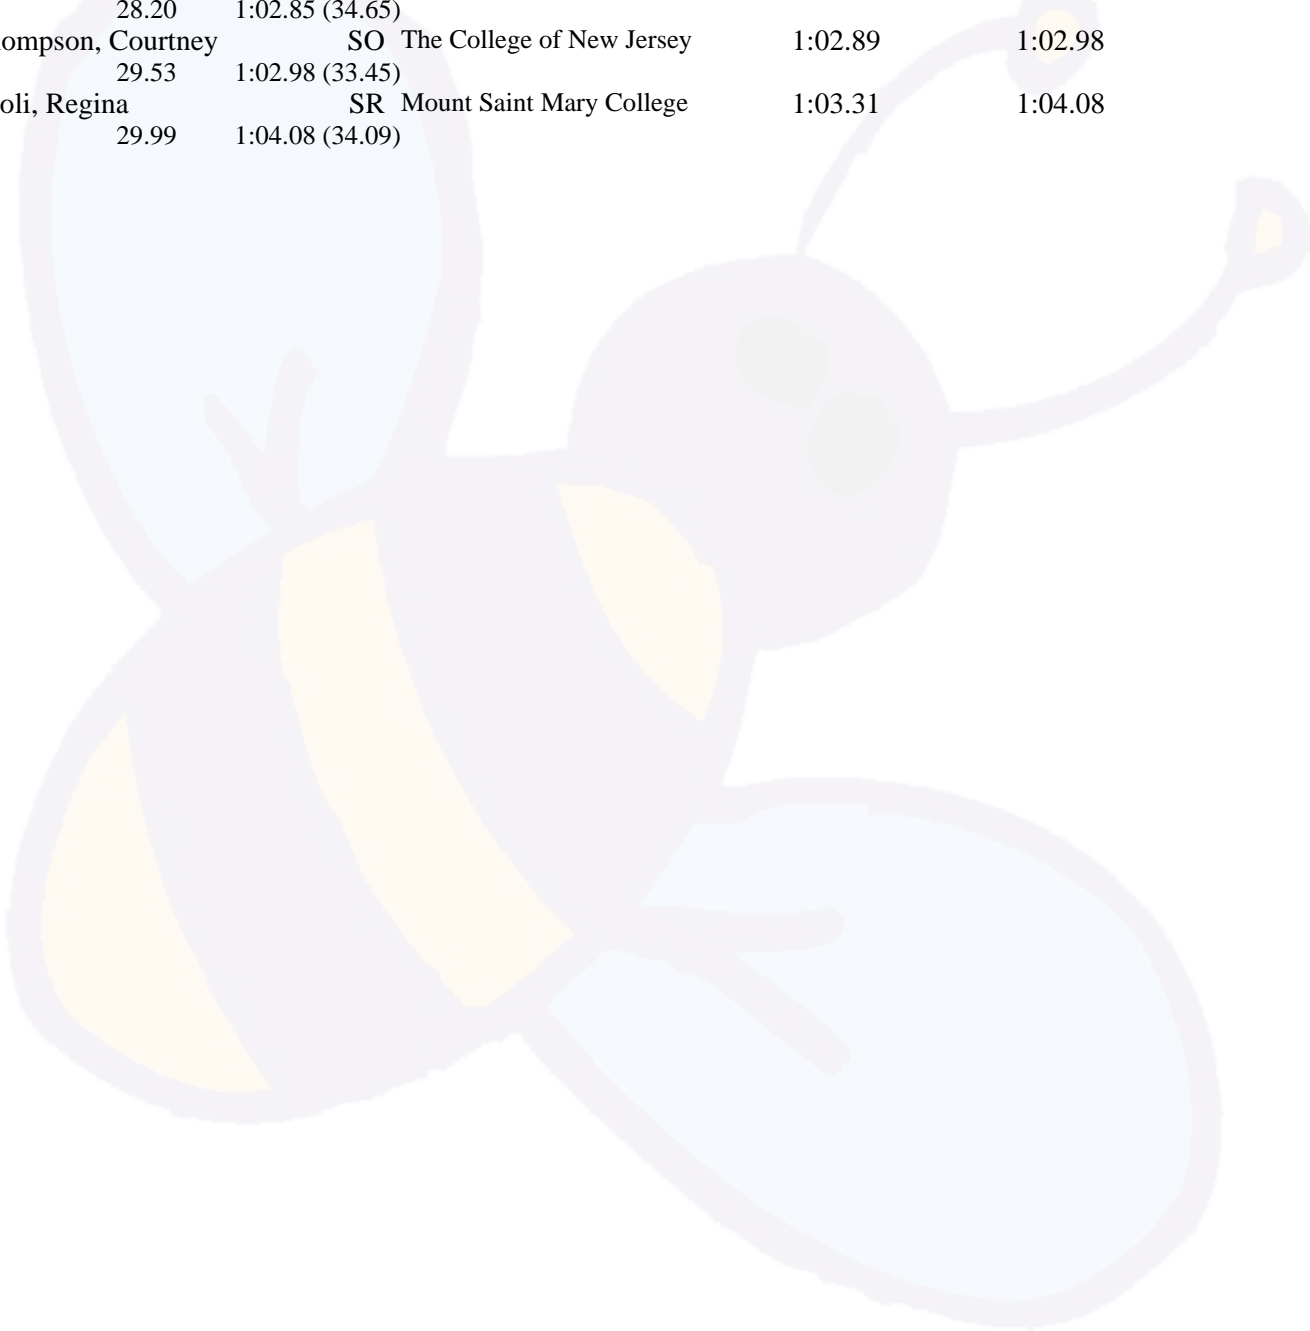 28.20 1:02.85 (34.65)
ompson, Courtney SO The College of New Jersey 1:02.89 1:02.98
29.53 1:02.98 (33.45)
oli, Regina SR Mount Saint Mary College 1:03.31 1:04.08
29.99 1:04.08 (34.09)